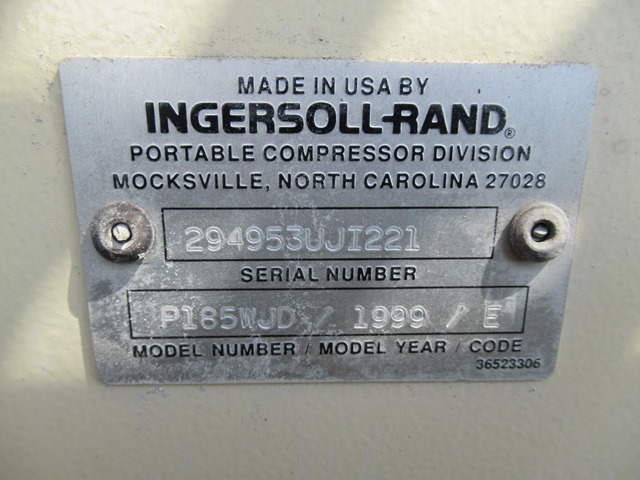 MADE IN USA BY
INGERSOLL-RAND®
PORTABLE COMPRESSOR DIVISION
MOCKSVILLE, NORTH CAROLINA 27028
294953UJI221
SERIAL NUMBER
P185WJD / 1999 / E
MODEL NUMBER / MODEL YEAR / CODE
36523306